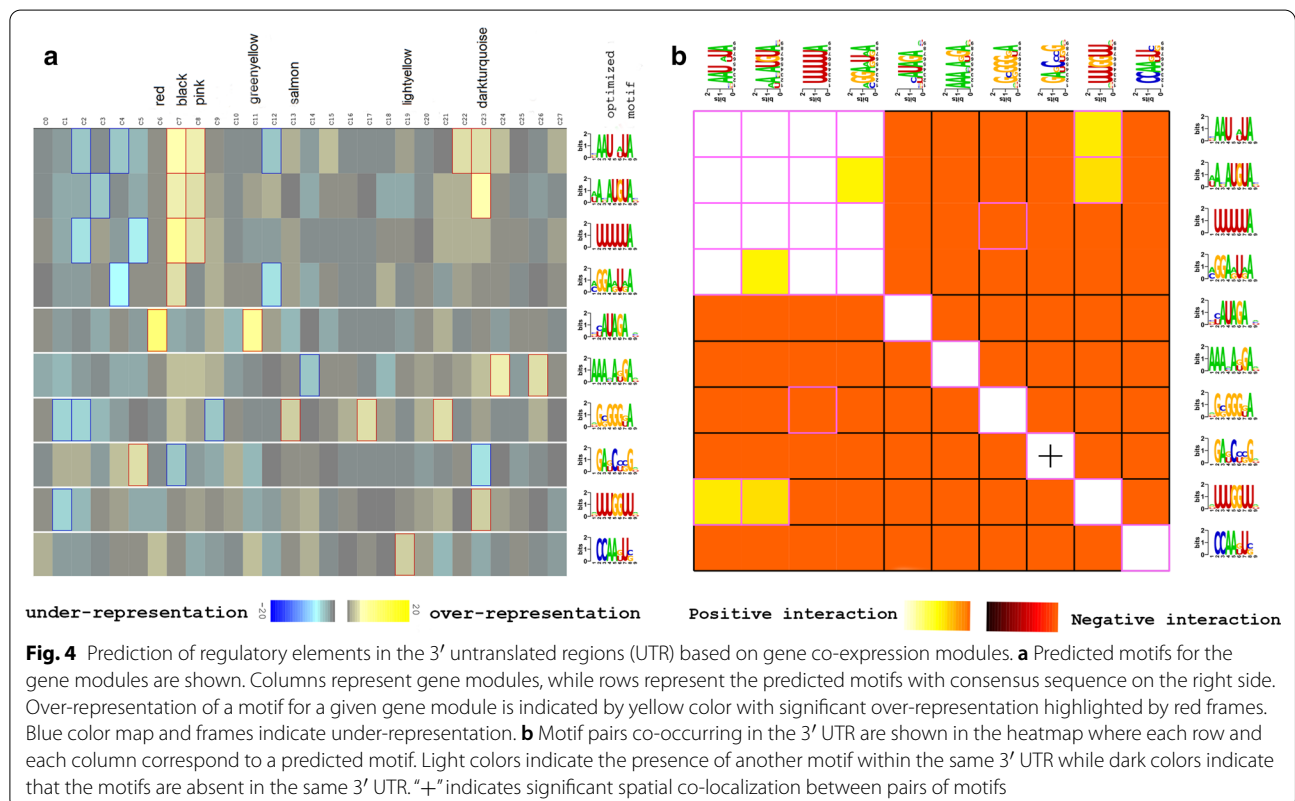 a
red
black
pink
greenyellow
salmon
lightyellow
darkturquoise
optimized
motif
C0 C1 C2 C3 C4 C5 C6 C7 C8 C9 C10 C11 C12 C13 C14 C15 C16 C17 C18 C19 C20 C21 C22 C23 C24 C25 C26 C27
under-representation -20 20 over-representation
b
Positive interaction Negative interaction
+
Fig. 4 Prediction of regulatory elements in the 3′ untranslated regions (UTR) based on gene co-expression modules. a Predicted motifs for the
gene modules are shown. Columns represent gene modules, while rows represent the predicted motifs with consensus sequence on the right side.
Over-representation of a motif for a given gene module is indicated by yellow color with significant over-representation highlighted by red frames.
Blue color map and frames indicate under-representation. b Motif pairs co-occurring in the 3′ UTR are shown in the heatmap where each row and
each column correspond to a predicted motif. Light colors indicate the presence of another motif within the same 3′ UTR while dark colors indicate
that the motifs are absent in the same 3′ UTR. “+” indicates significant spatial co-localization between pairs of motifs